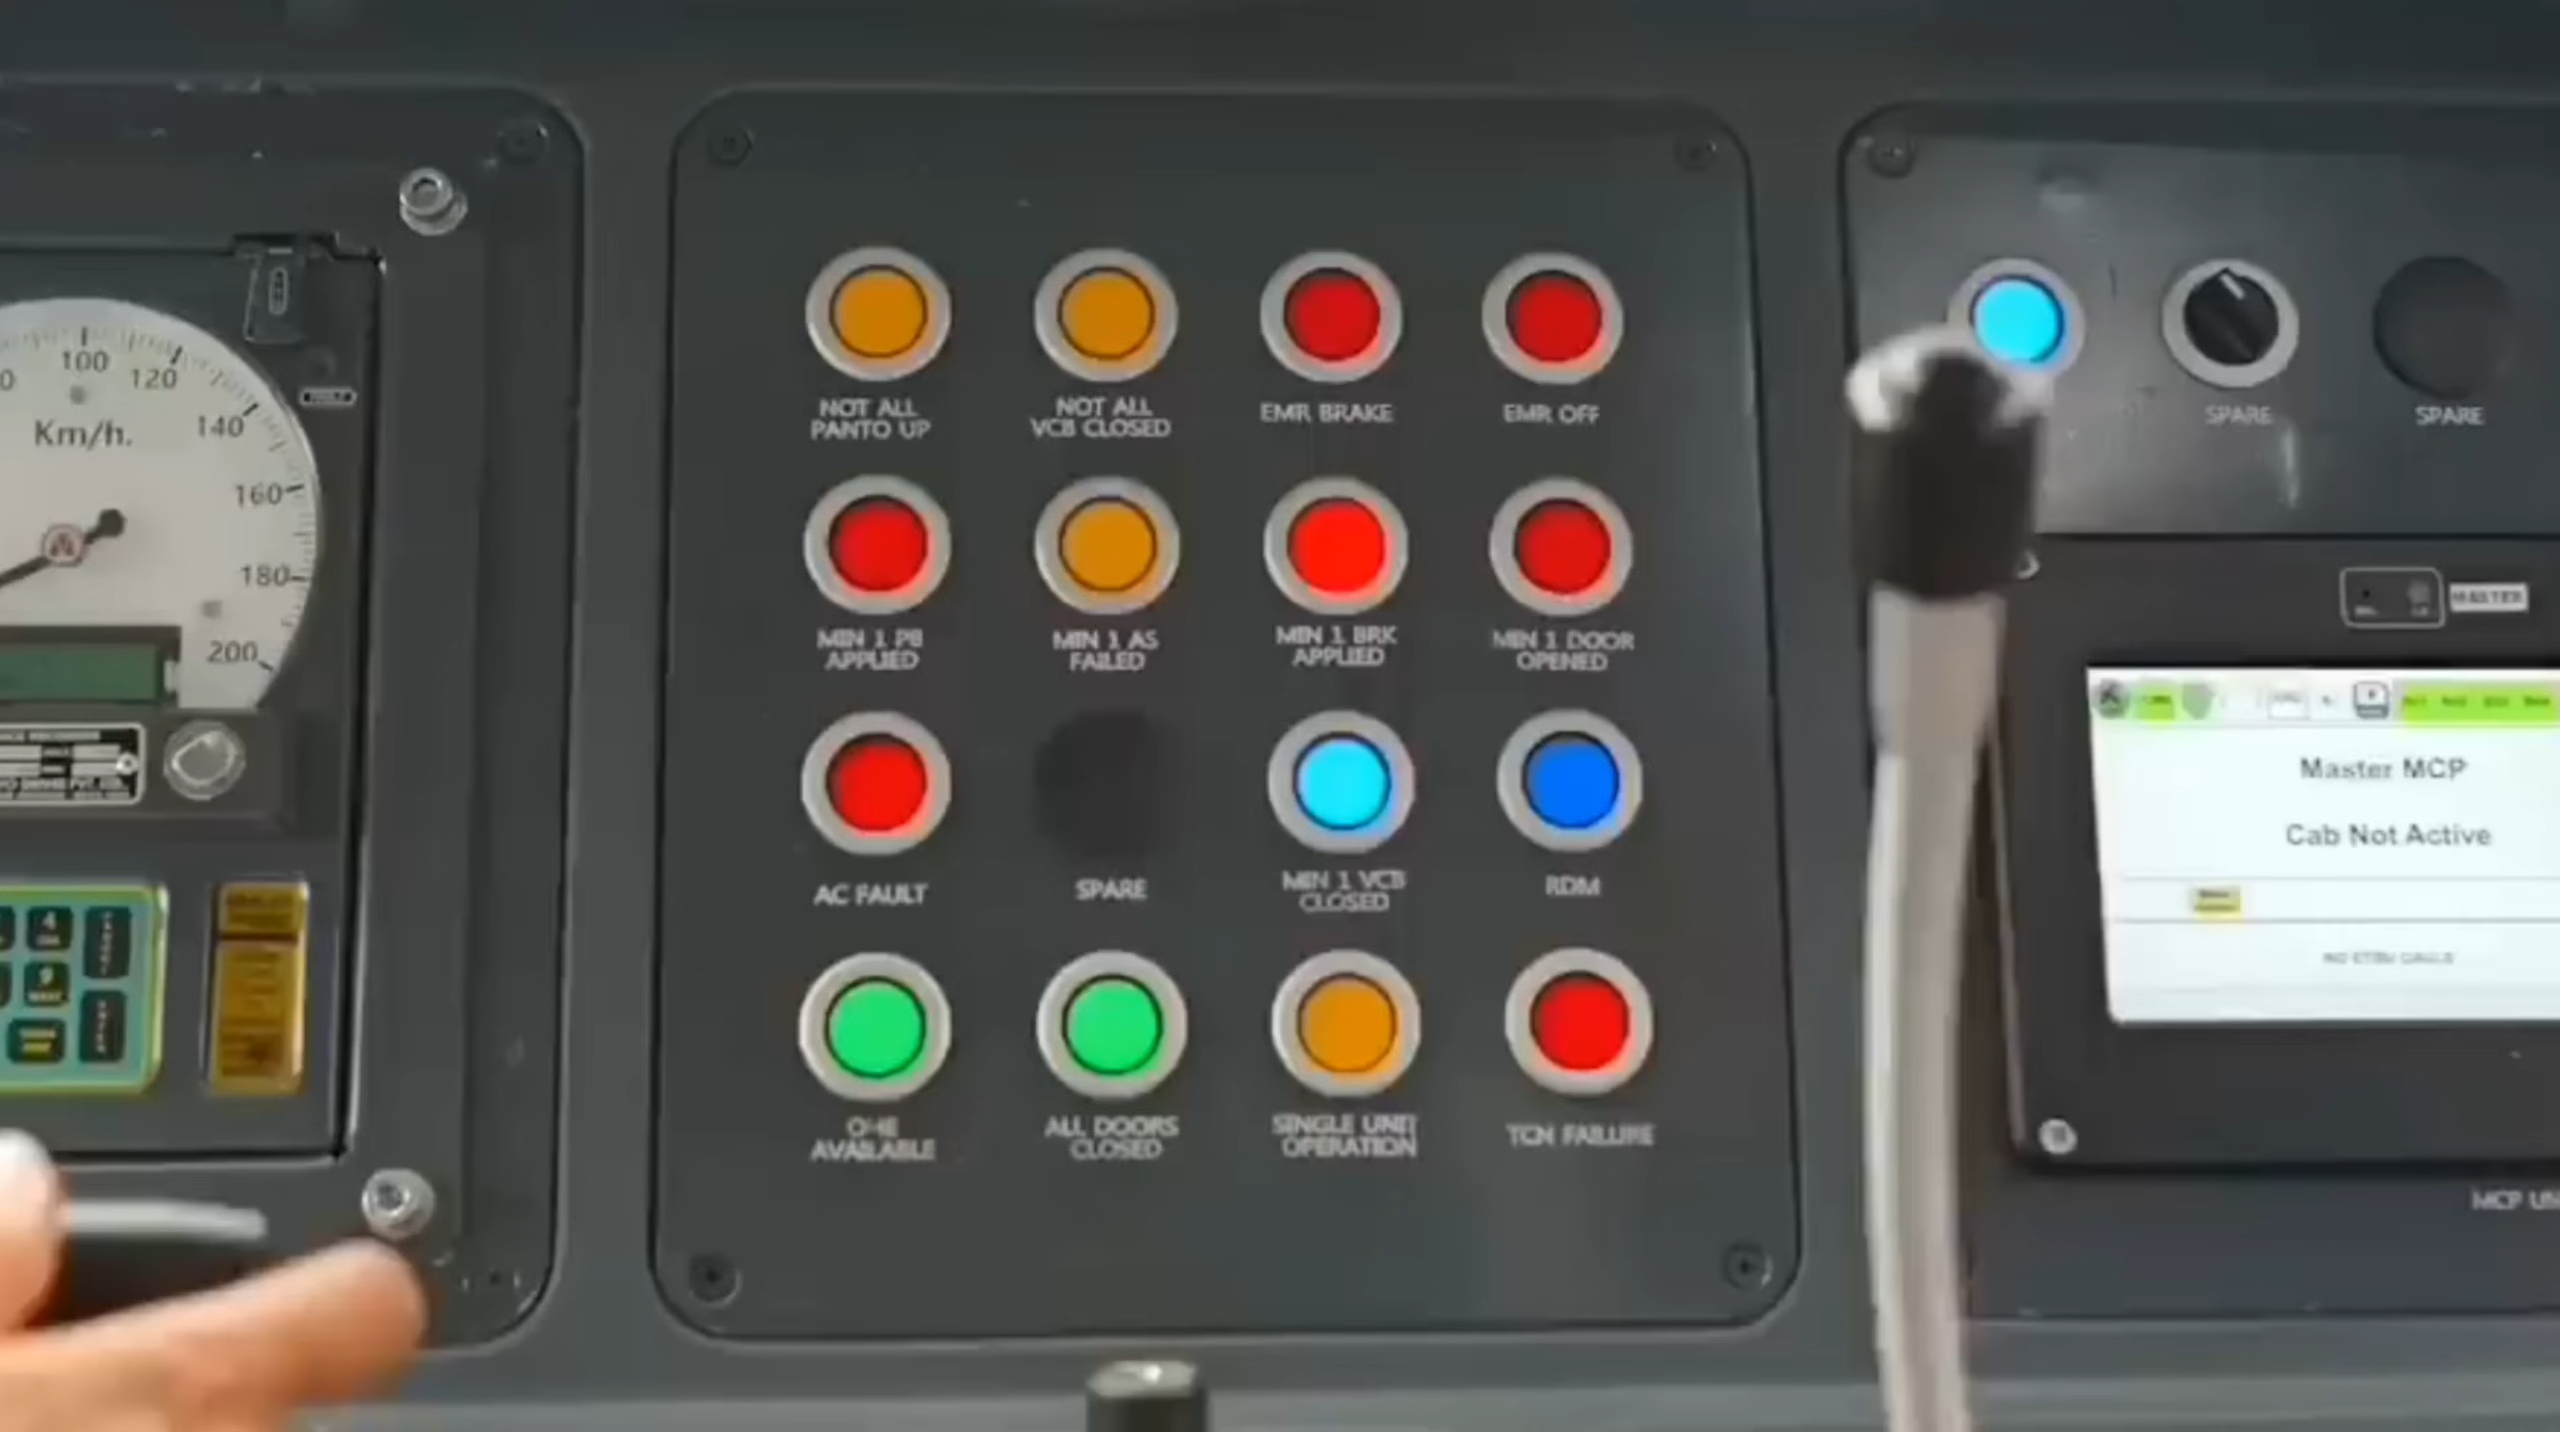 100
120
140
Km/h.
160
180
200
NOT ALL
PANTO UP
NOT ALL
VCB CLOSED
EMR BRAKE
EMR OFF
MIN 1 PB
APPLIED
MIN 1 AS
FAILED
MIN 1 BRK
APPLIED
MIN 1 DOOR
OPENED
AC FAULT
SPARE
MIN 1 VCB
CLOSED
RDM
OHE
AVAILABLE
ALL DOORS
CLOSED
SINGLE UNIT
OPERATION
TCN FAILURE
SPARE
SPARE
MASTER
Master MCP
Cab Not Active
MCP
4
9